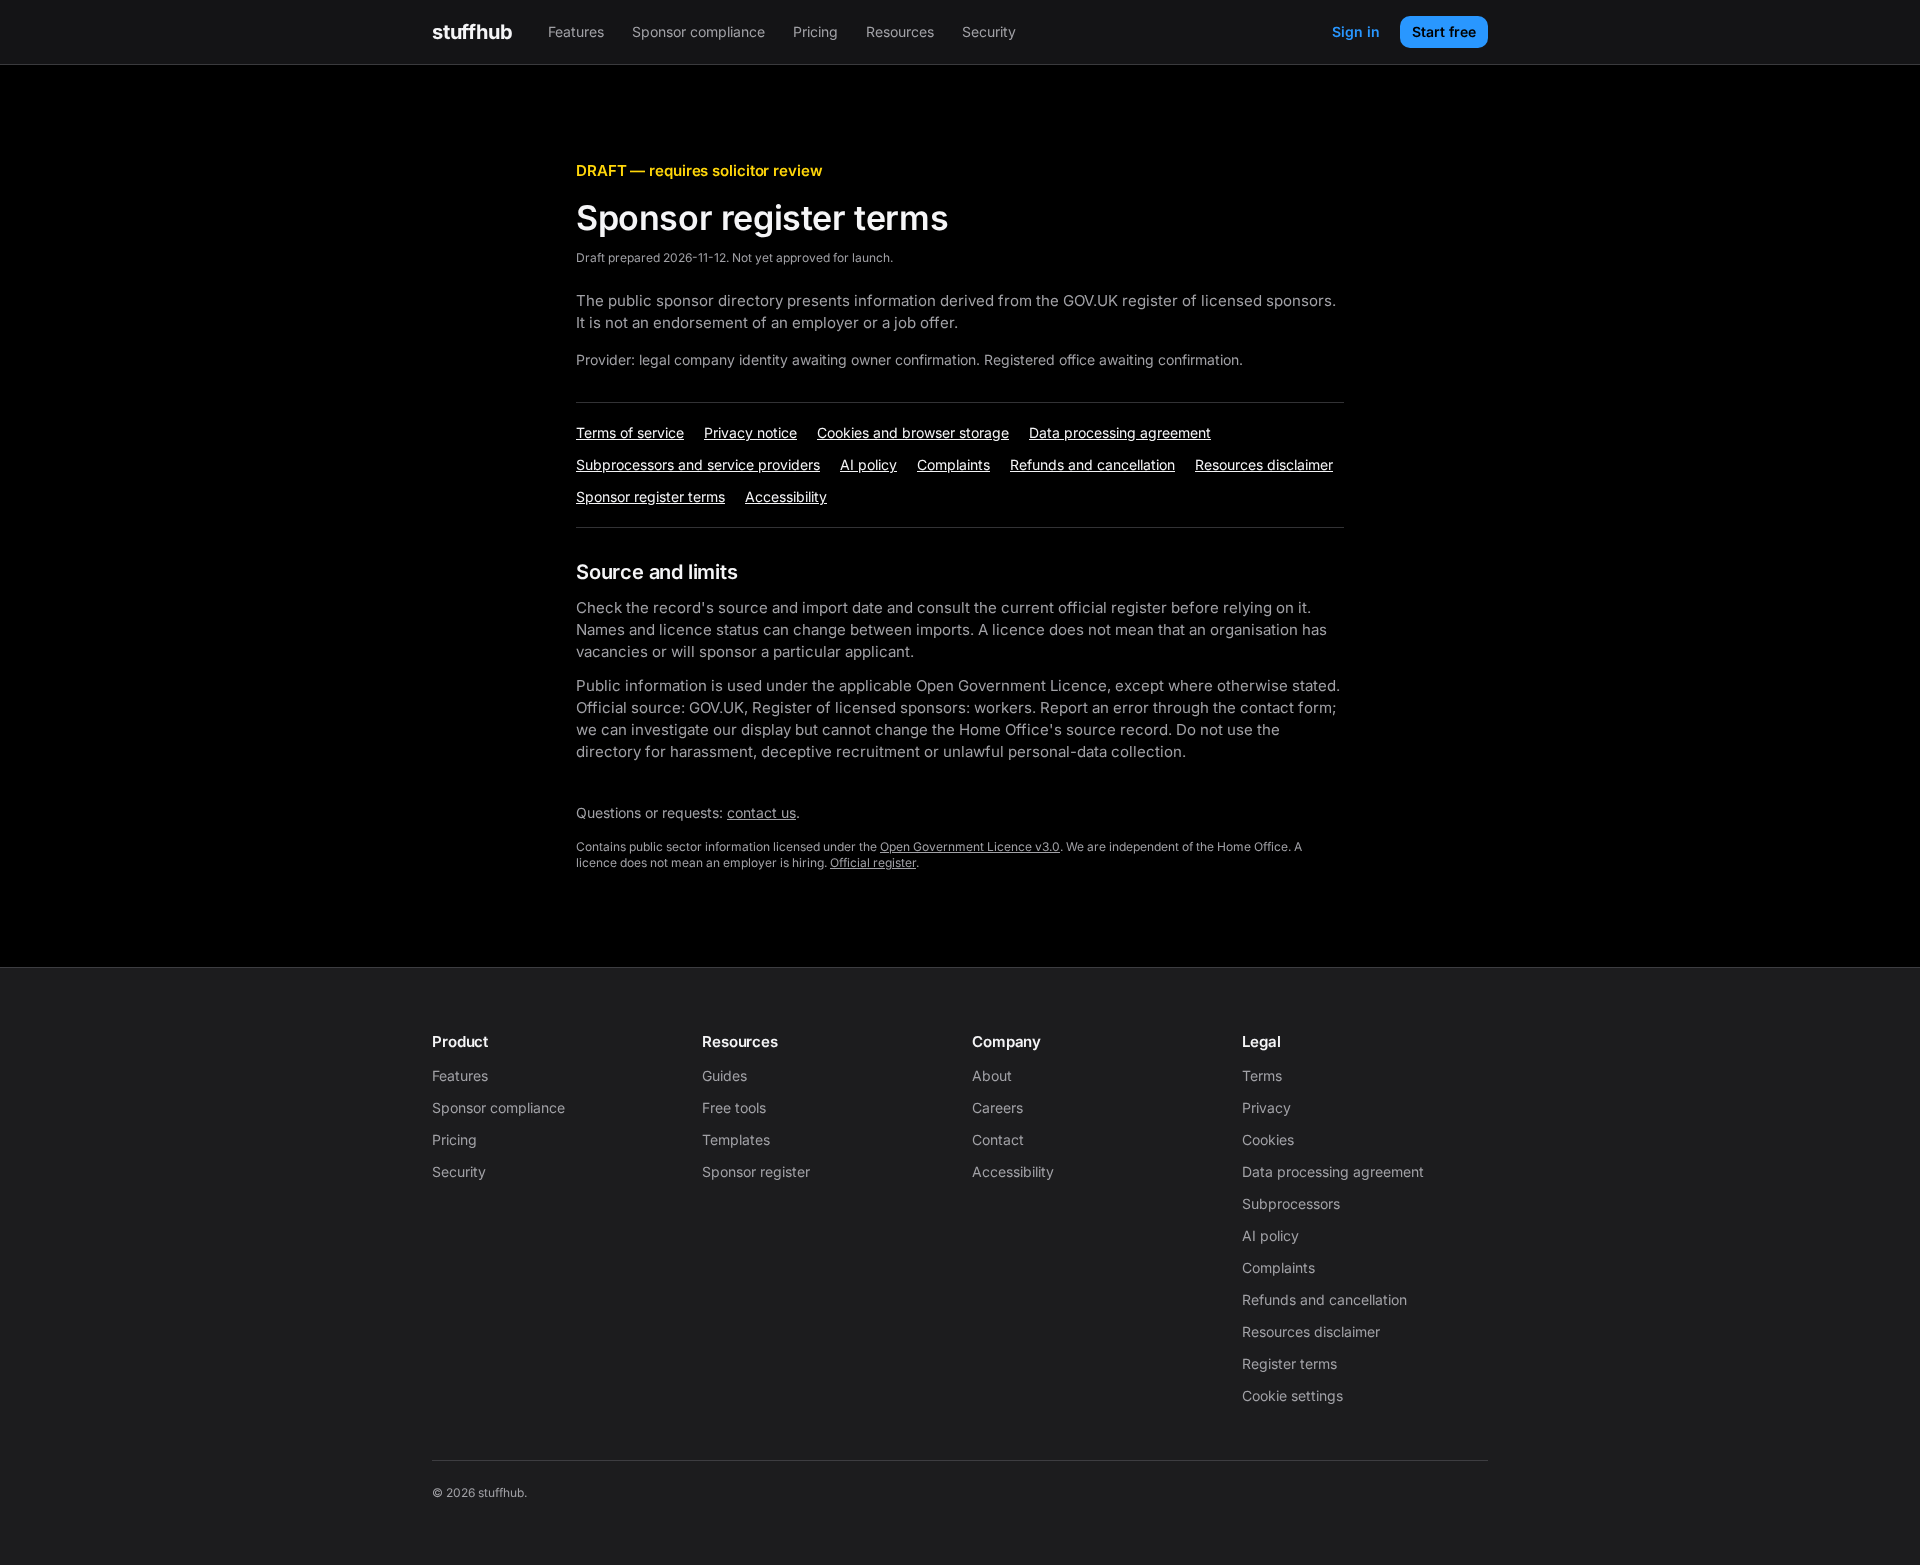 stuffhub Features Sponsor compliance Pricing Resources Security Sign in Start free
DRAFT — requires solicitor review
Sponsor register terms
Draft prepared 2026-11-12. Not yet approved for launch.
The public sponsor directory presents information derived from the GOV.UK register of licensed sponsors.
It is not an endorsement of an employer or a job offer.
Provider: legal company identity awaiting owner confirmation. Registered office awaiting confirmation.
Terms of service Privacy notice Cookies and browser storage Data processing agreement
Subprocessors and service providers AI policy Complaints Refunds and cancellation Resources disclaimer
Sponsor register terms Accessibility
Source and limits
Check the record's source and import date and consult the current official register before relying on it.
Names and licence status can change between imports. A licence does not mean that an organisation has
vacancies or will sponsor a particular applicant.
Public information is used under the applicable Open Government Licence, except where otherwise stated.
Official source: GOV.UK, Register of licensed sponsors: workers. Report an error through the contact form;
we can investigate our display but cannot change the Home Office's source record. Do not use the
directory for harassment, deceptive recruitment or unlawful personal-data collection.
Questions or requests: contact us.
Contains public sector information licensed under the Open Government Licence v3.0. We are independent of the Home Office. A
licence does not mean an employer is hiring. Official register.
Product
Features
Sponsor compliance
Pricing
Security
Resources
Guides
Free tools
Templates
Sponsor register
Company
About
Careers
Contact
Accessibility
Legal
Terms
Privacy
Cookies
Data processing agreement
Subprocessors
AI policy
Complaints
Refunds and cancellation
Resources disclaimer
Register terms
Cookie settings
© 2026 stuffhub.